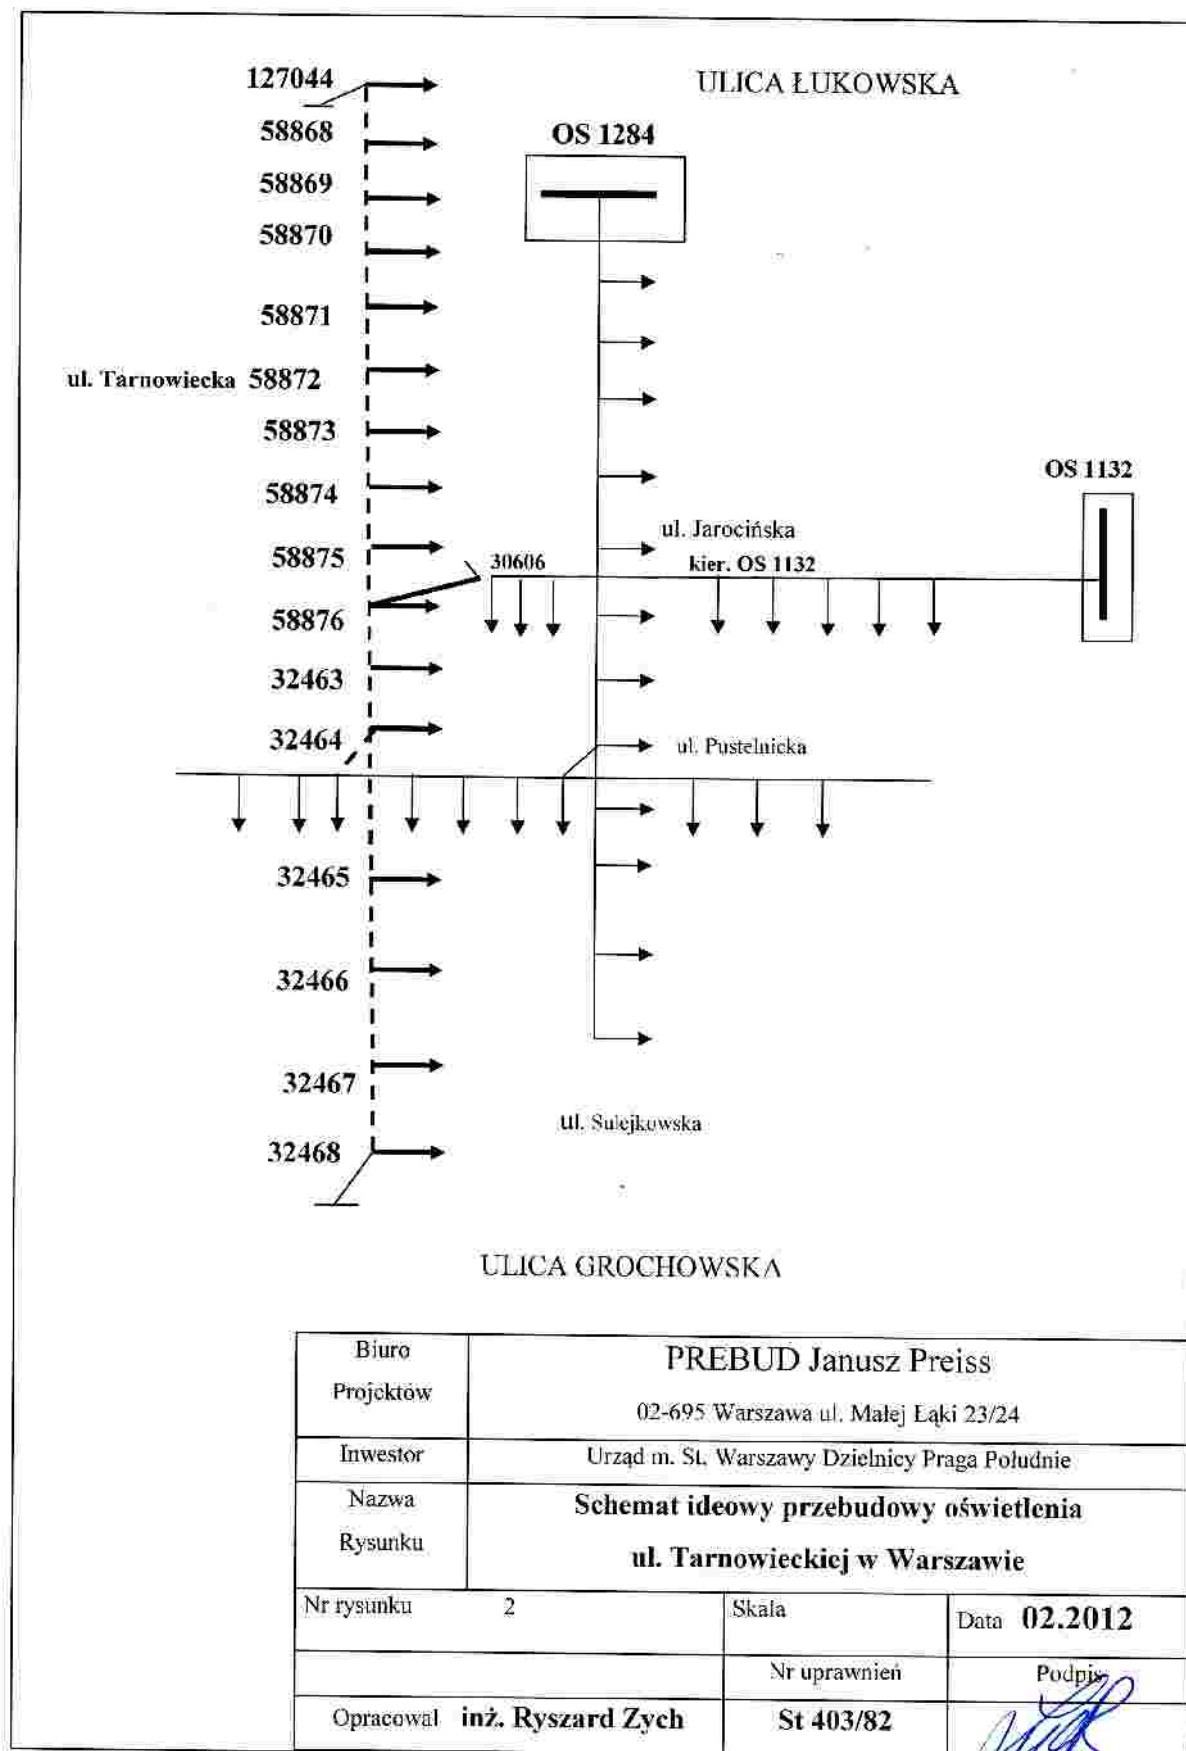 127044
ULICA ŁUKOWSKA
58868
OS 1284
58869
58870
58871
ul. Tarnowiecka 58872
58873
OS 1132
58874
ul. Jarocińska
58875
30606
kier. OS 1132
58876
32463
32464
ul. Pustelnicka
32465
32466
32467
ul. Sulejkowska
32468
ULICA GROCHOWSKA
Biuro
Projektów
PREBUD Janusz Preiss
02-695 Warszawa ul. Małej Łąki 23/24
Inwestor
Urząd m. St. Warszawy Dzielnicy Praga Południe
Nazwa
Rysunku
Schemat ideowy przebudowy oświetlenia
ul. Tarnowieckiej w Warszawie
Nr rysunku 2
Skala
Data 02.2012
Nr uprawnień
Podpis
Opracował inż. Ryszard Zych
St 403/82